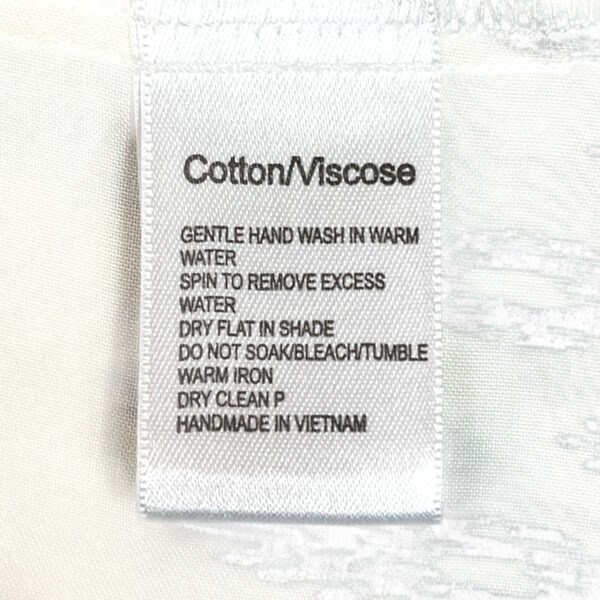 Cotton/Viscose
GENTLE HAND WASH IN WARM
WATER
SPIN TO REMOVE EXCESS
WATER
DRY FLAT IN SHADE
DO NOT SOAK/BLEACH/TUMBLE
WARM IRON
DRY CLEAN P
HANDMADE IN VIETNAM